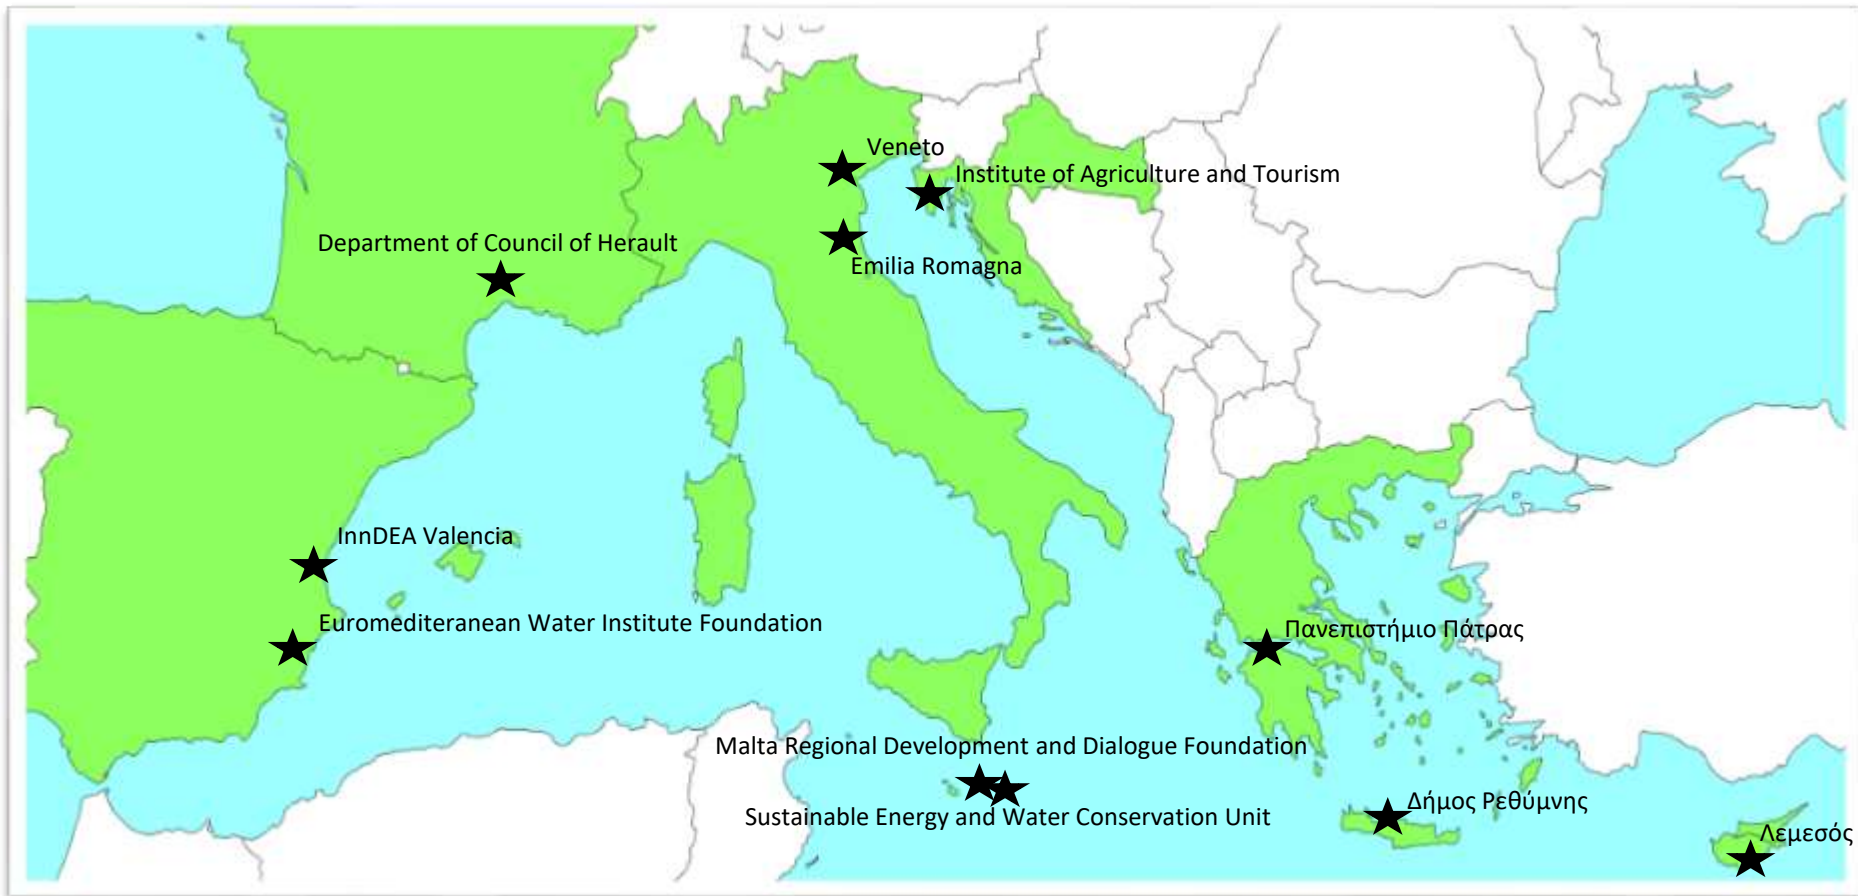 Veneto
Institute of Agriculture and Tourism
Department of Council of Herault
Emilia Romagna
InnDEA Valencia
Euromediteranean Water Institute Foundation
Πανεπιστήμιο Πάτρας
Malta Regional Development and Dialogue Foundation
Δήμος Ρεθύμνης
Sustainable Energy and Water Conservation Unit
Λεμεσός